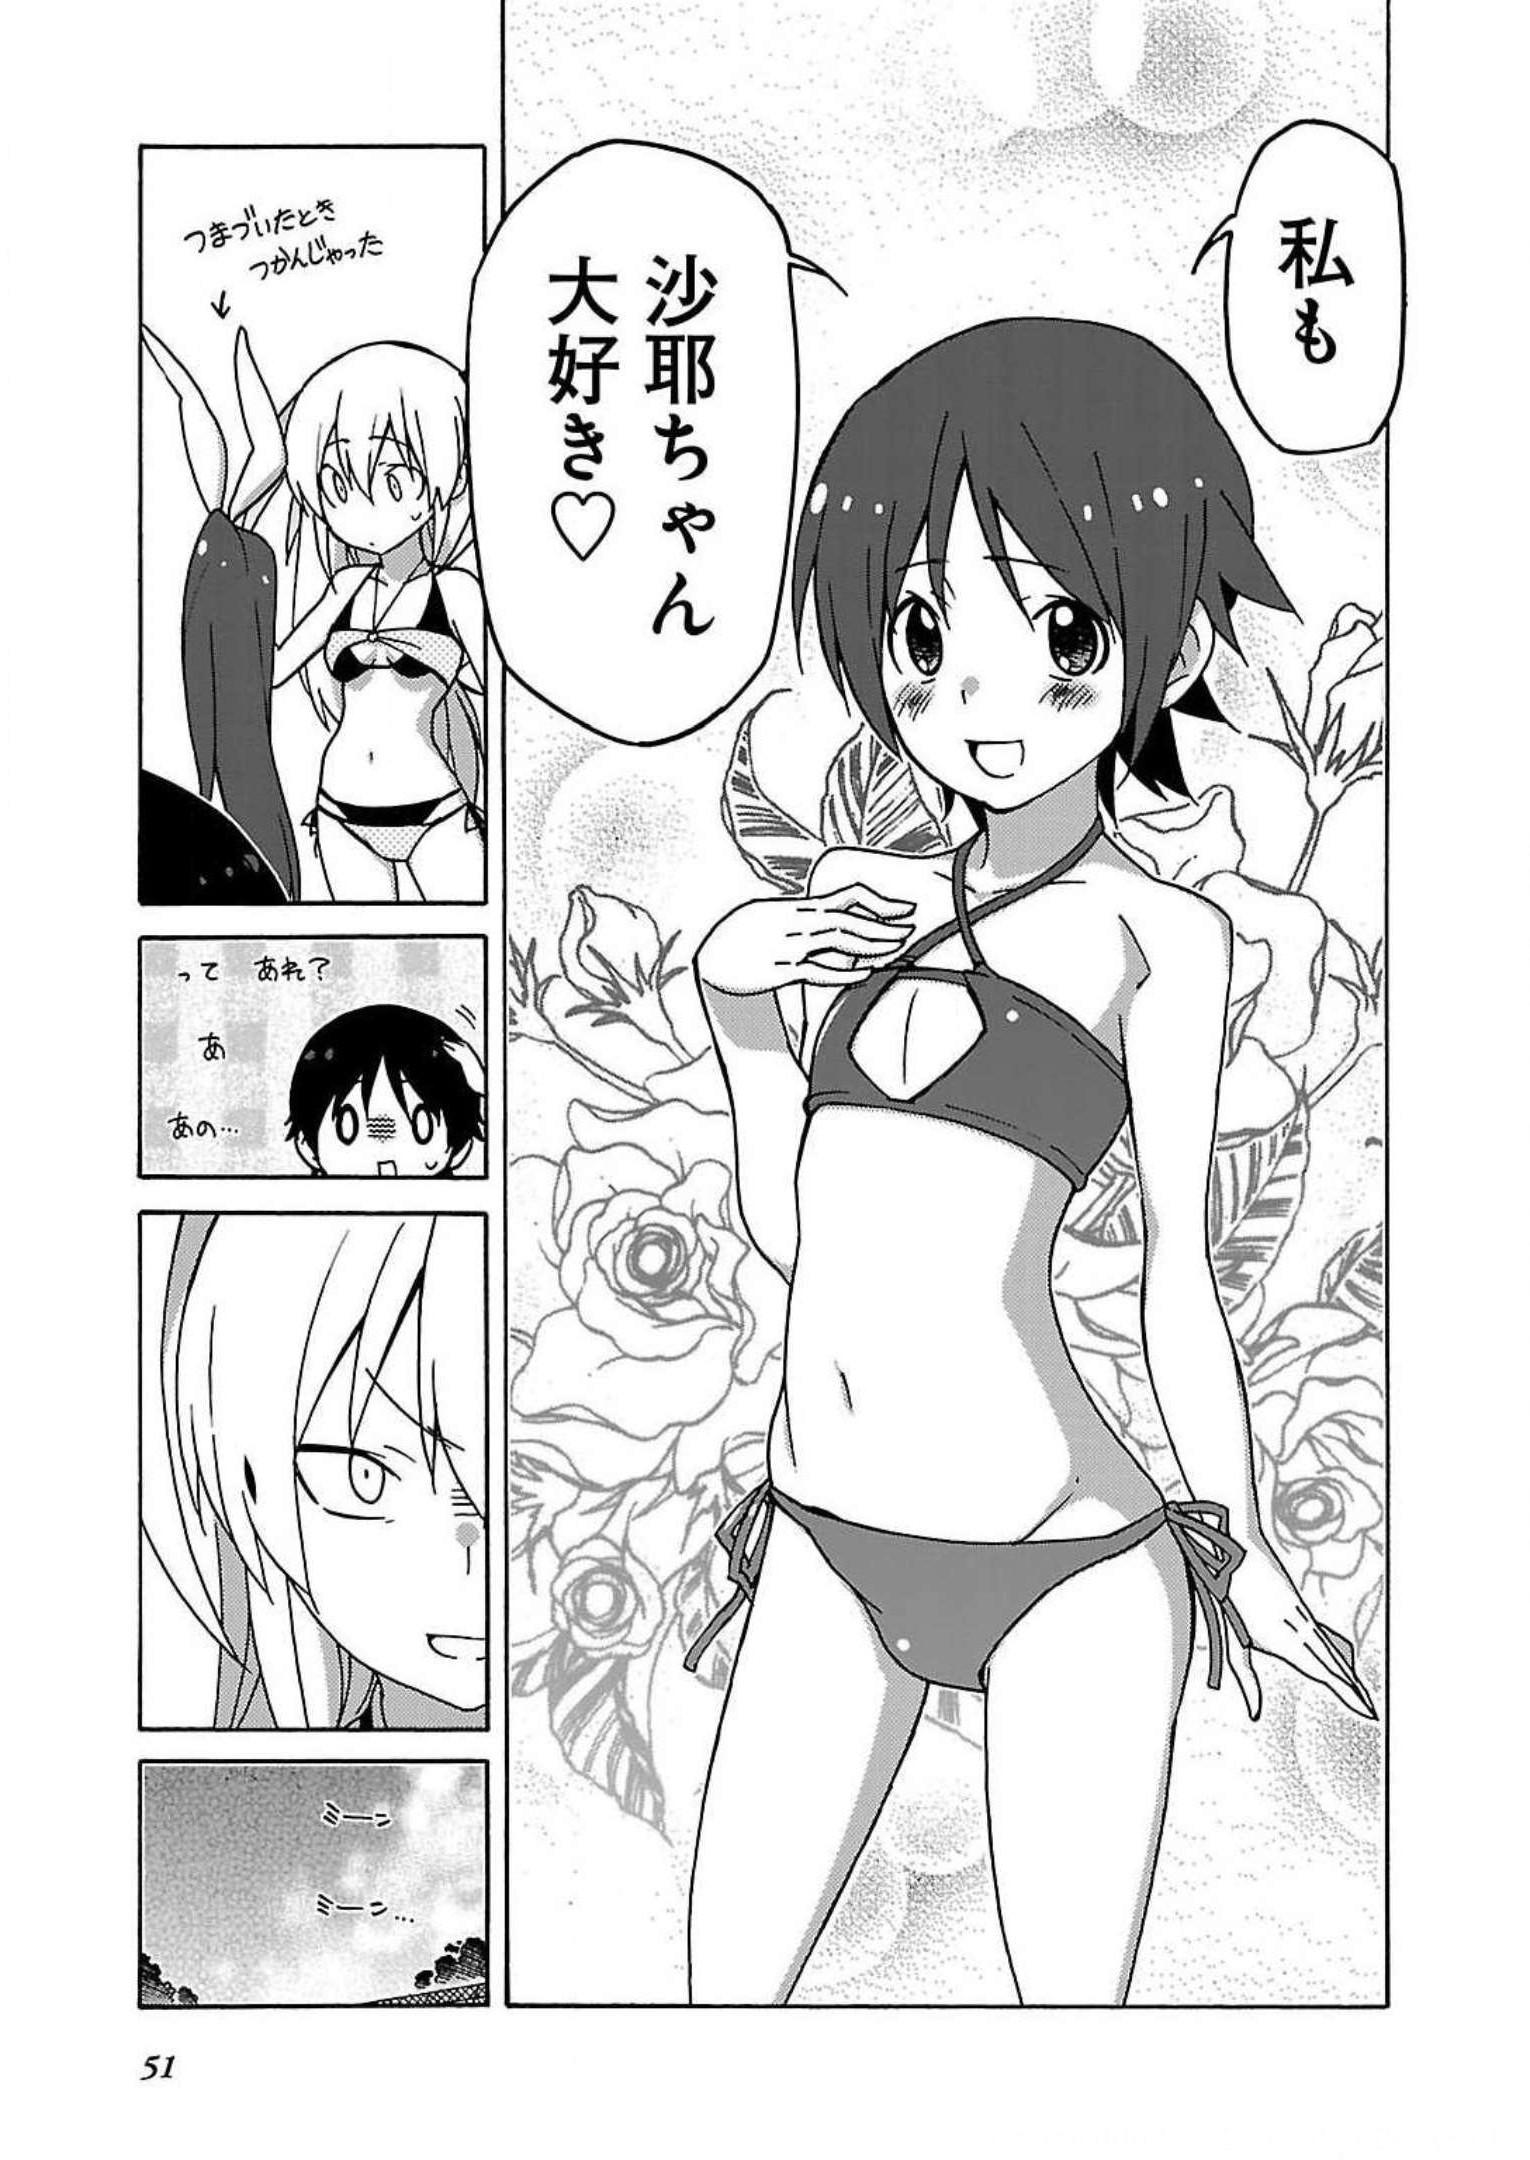 私も
沙耶ちゃん
大好き♡
つまづいたとき
つかんじゃった
って あれ?
あ
あの…
ミーン
ミーン…
51